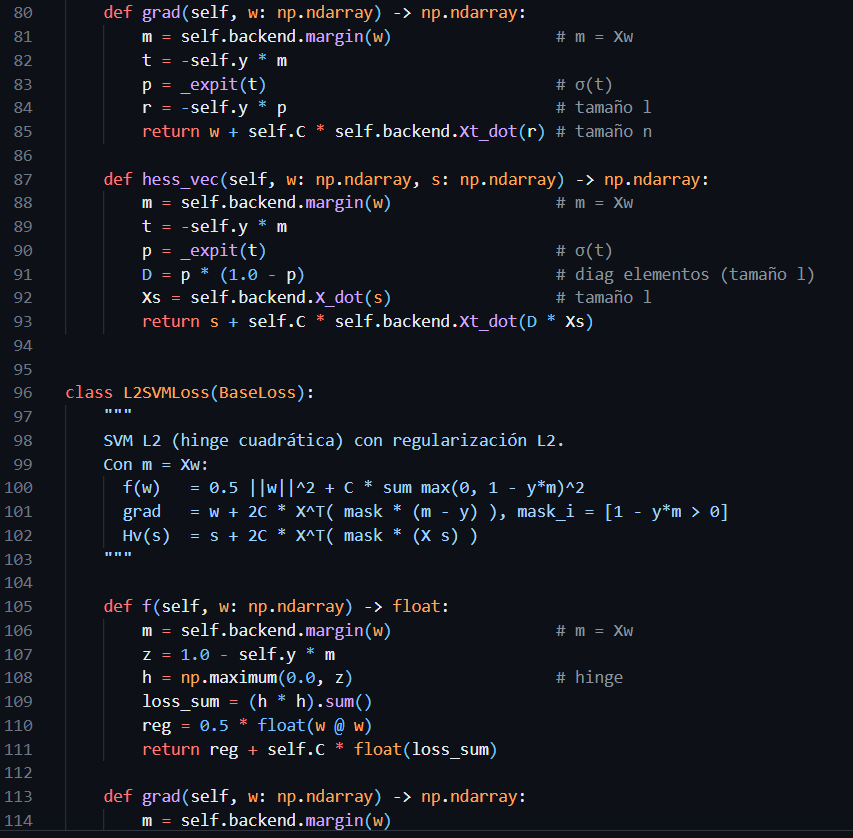 80 def grad(self, w: np.ndarray) -> np.ndarray:
81 m = self.backend.margin(w) # m = Xw
82 t = -self.y * m
83 p = _expit(t) # σ(t)
84 r = -self.y * p # tamaño l
85 return w + self.C * self.backend.Xt_dot(r) # tamaño n
86
87 def hess_vec(self, w: np.ndarray, s: np.ndarray) -> np.ndarray:
88 m = self.backend.margin(w) # m = Xw
89 t = -self.y * m
90 p = _expit(t) # σ(t)
91 D = p * (1.0 - p) # diag elementos (tamaño l)
92 Xs = self.backend.X_dot(s) # tamaño l
93 return s + self.C * self.backend.Xt_dot(D * Xs)
94
95
96 class L2SVMLoss(BaseLoss):
97 """
98 SVM L2 (hinge cuadrática) con regularización L2.
99 Con m = Xw:
100 f(w) = 0.5 ||w||^2 + C * sum max(0, 1 - y*m)^2
101 grad = w + 2C * X^T( mask * (m - y) ), mask_i = [1 - y*m > 0]
102 Hv(s) = s + 2C * X^T( mask * (X s) )
103 """
104
105 def f(self, w: np.ndarray) -> float:
106 m = self.backend.margin(w) # m = Xw
107 z = 1.0 - self.y * m
108 h = np.maximum(0.0, z) # hinge
109 loss_sum = (h * h).sum()
110 reg = 0.5 * float(w @ w)
111 return reg + self.C * float(loss_sum)
112
113 def grad(self, w: np.ndarray) -> np.ndarray:
114 m = self.backend.margin(w)